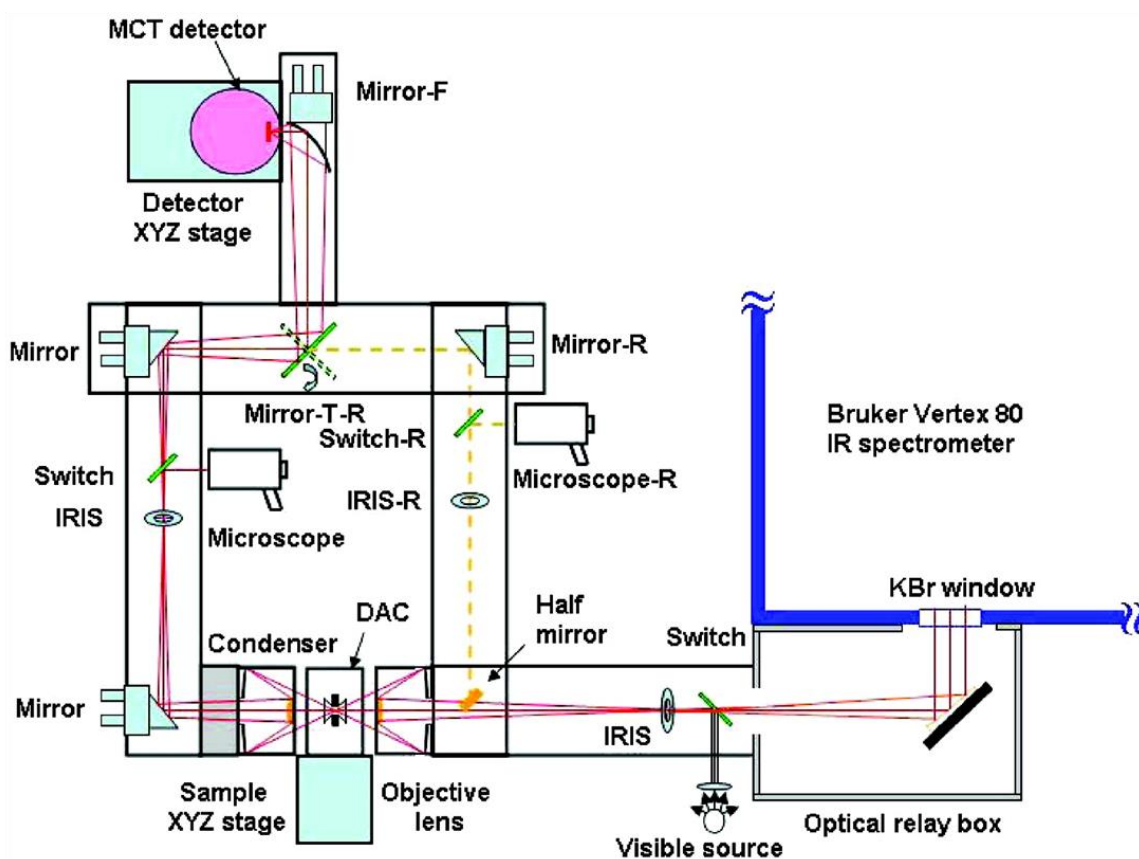 MCT detector
Mirror-F
Detector
XYZ stage
Mirror
Mirror-R
Mirror-T-R
Switch-R
Bruker Vertex 80
IR spectrometer
Switch
Microscope-R
IRIS
IRIS-R
Microscope
KBr window
DAC
Half
mirror
Condenser
Switch
Mirror
IRIS
Sample
XYZ stage
Objective
lens
Visible source
Optical relay box